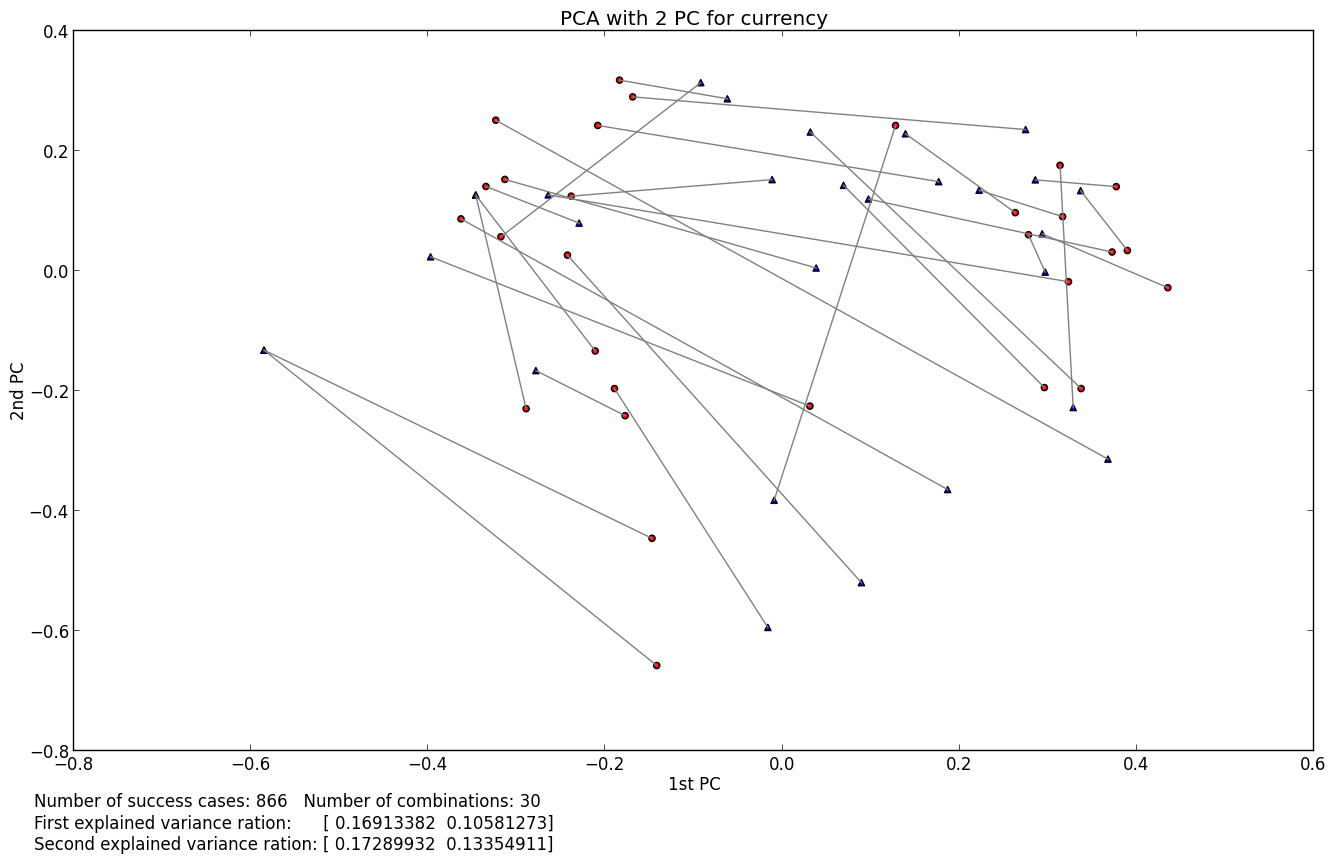 PCA with 2 PC for currency
0.4
0.2
0.0
−0.2
−0.4
−0.6
−0.8
2nd PC
−0.8 −0.6 −0.4 −0.2 0.0 0.2 0.4 0.6
1st PC
Number of success cases: 866 Number of combinations: 30
First explained variance ration: [ 0.16913382 0.10581273]
Second explained variance ration: [ 0.17289932 0.13354911]